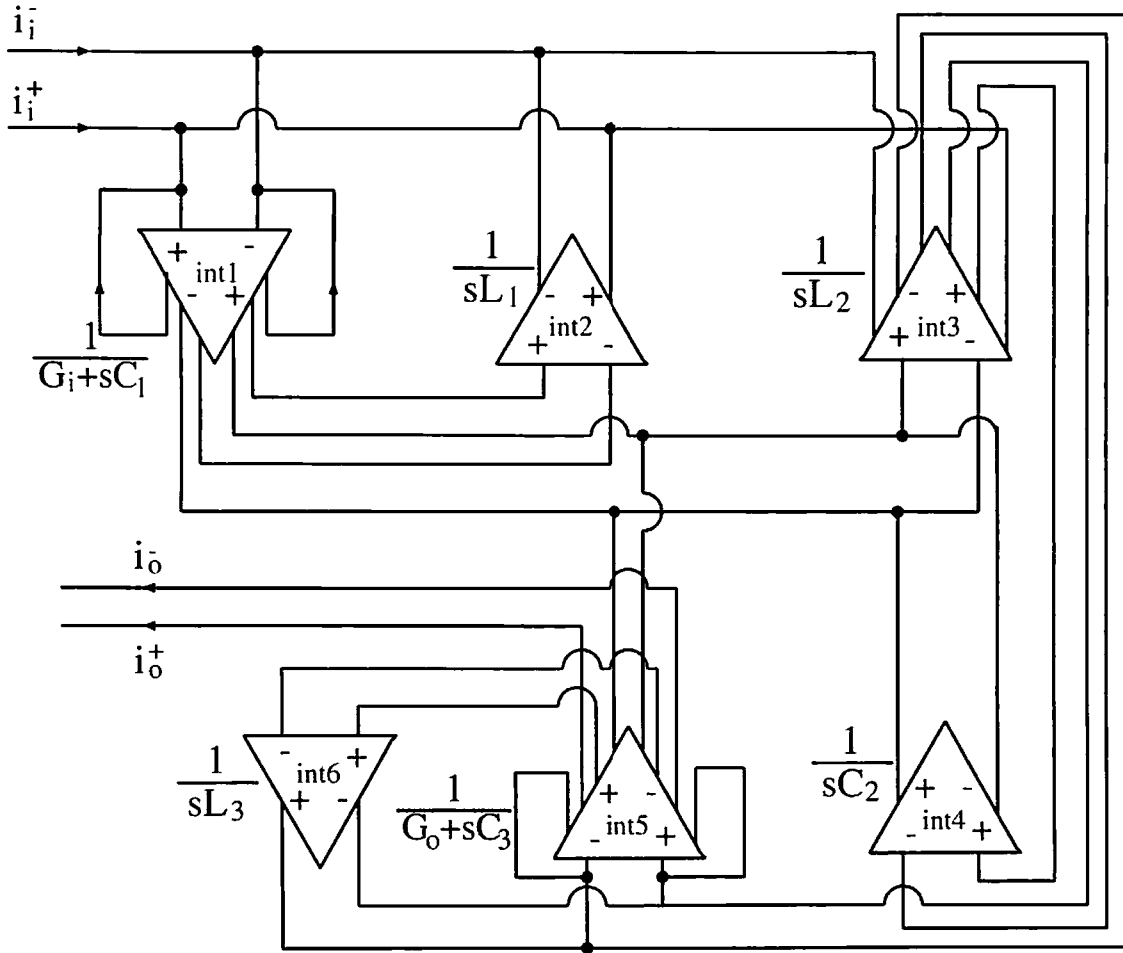 i_i^-
i_i^+
+ -
int1
- +
1
G_i+sC_1
1
sL_1
- +
int2
+ -
1
sL_2
- +
int3
+ -
i_o^-
i_o^+
- +
int6
+ -
1
sL_3
1
G_o+sC_3
+ -
int5
- +
1
sC_2
+ -
int4
- +